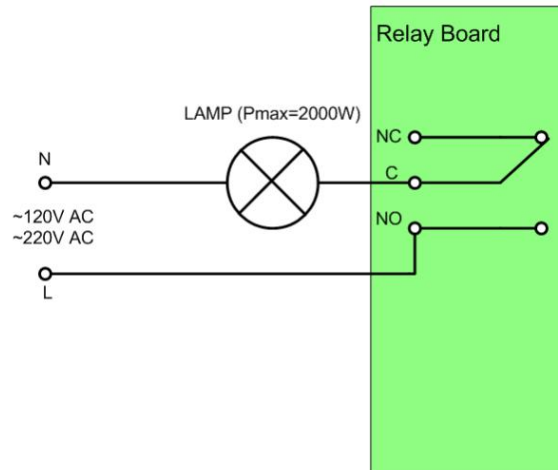 Relay Board
LAMP (Pmax=2000W)
NC
N
C
~120V AC
~220V AC
NO
L